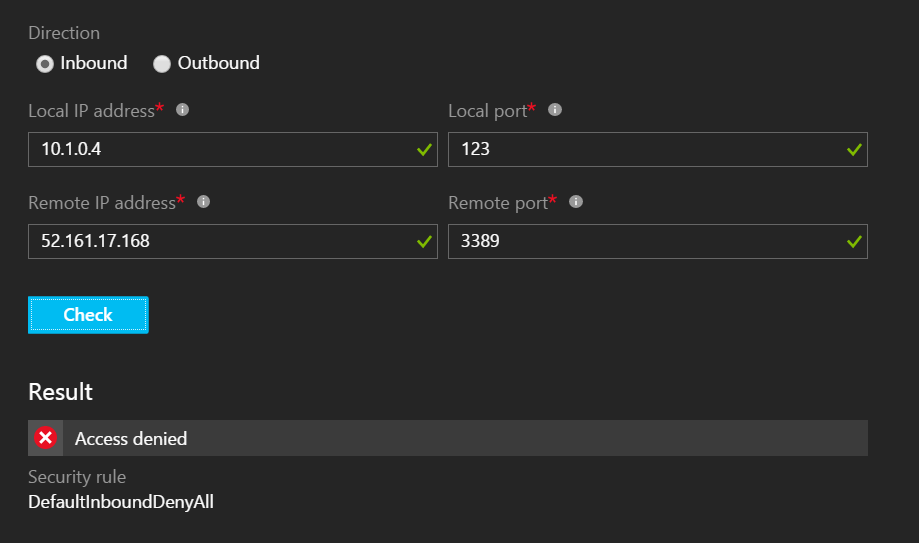 Direction
Inbound Outbound
Local IP address* Local port*
10.1.0.4 123
Remote IP address* Remote port*
52.161.17.168 3389
Check
Result
Access denied
Security rule
DefaultInboundDenyAll